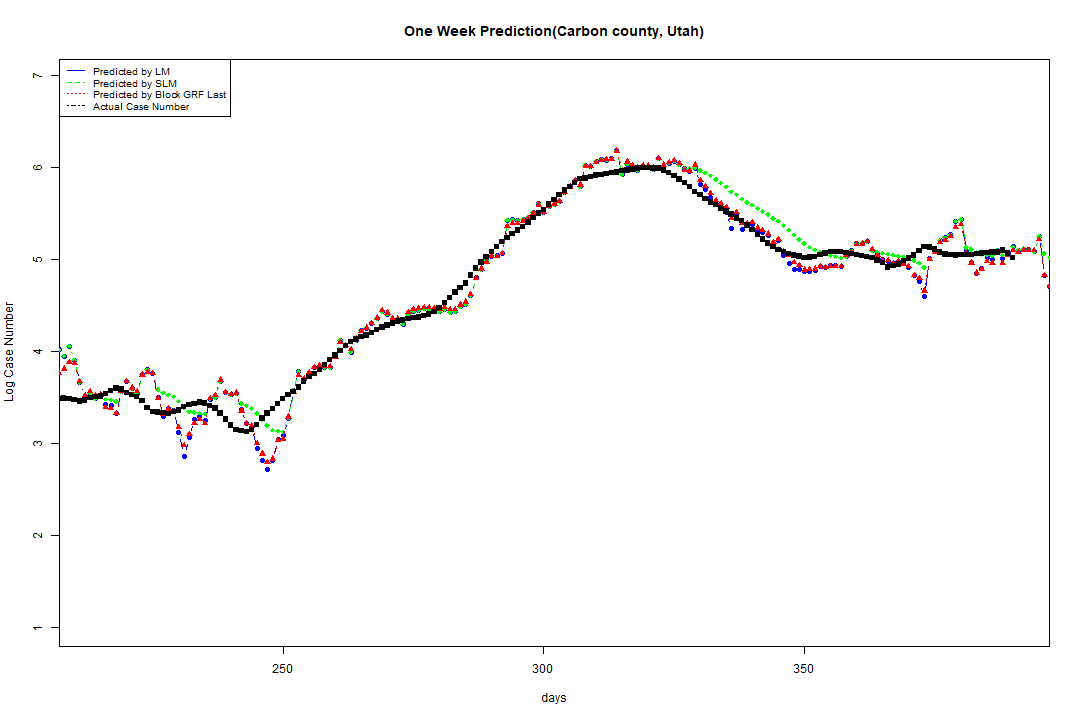 One Week Prediction(Carbon county, Utah)
Predicted by LM
Predicted by SLM
Predicted by Block GRF Last
Actual Case Number
7
6
5
4
3
2
1
Log Case Number
250
300
350
days